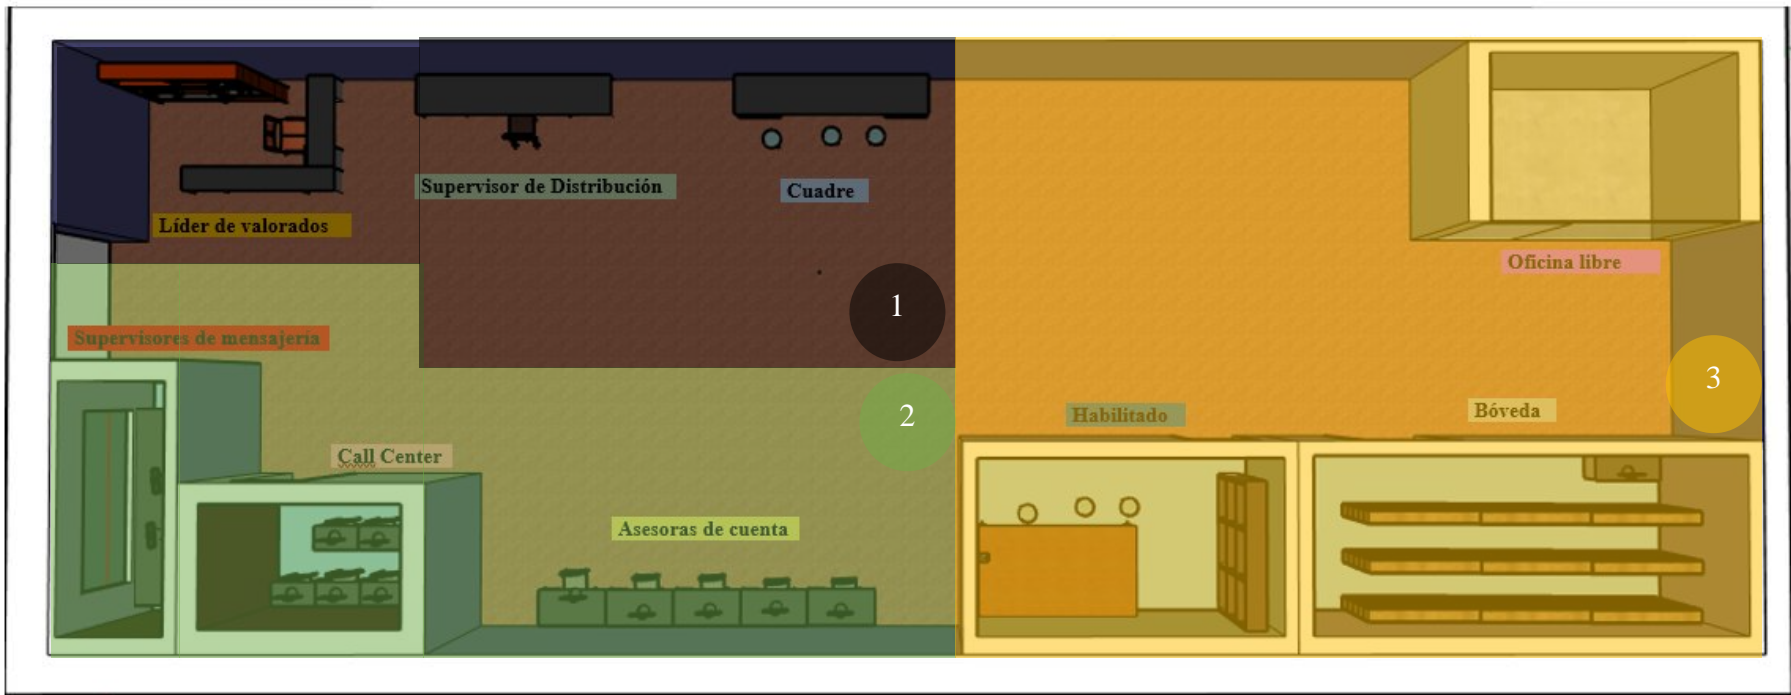 Supervisor de Distribución
Cuadre
Líder de valorados
Oficina libre
1
Supervisores de mensajería
3
2
Habilitado
Bóveda
Call Center
Asesoras de cuenta